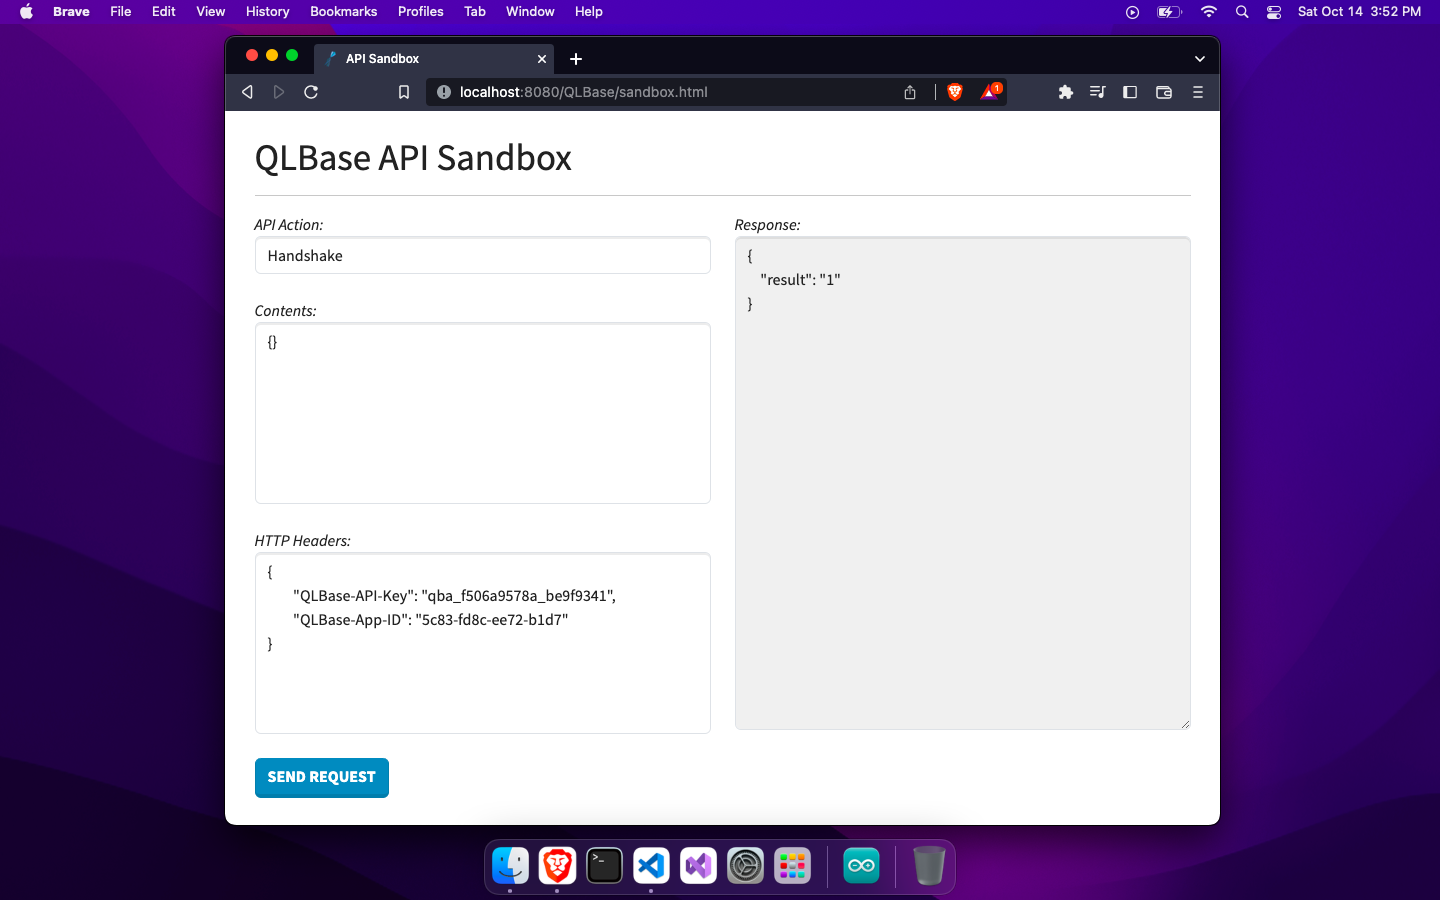 Brave File Edit View History Bookmarks Profiles Tab Window Help Sat Oct 14 3:52 PM
API Sandbox
localhost:8080/QLBase/sandbox.html
1
QLBase API Sandbox
API Action:
Handshake
Contents:
{}
HTTP Headers:
{
"QLBase-API-Key": "qba_f506a9578a_be9f9341",
"QLBase-App-ID": "5c83-fd8c-ee72-b1d7"
}
SEND REQUEST
Response:
{
"result": "1"
}
>_